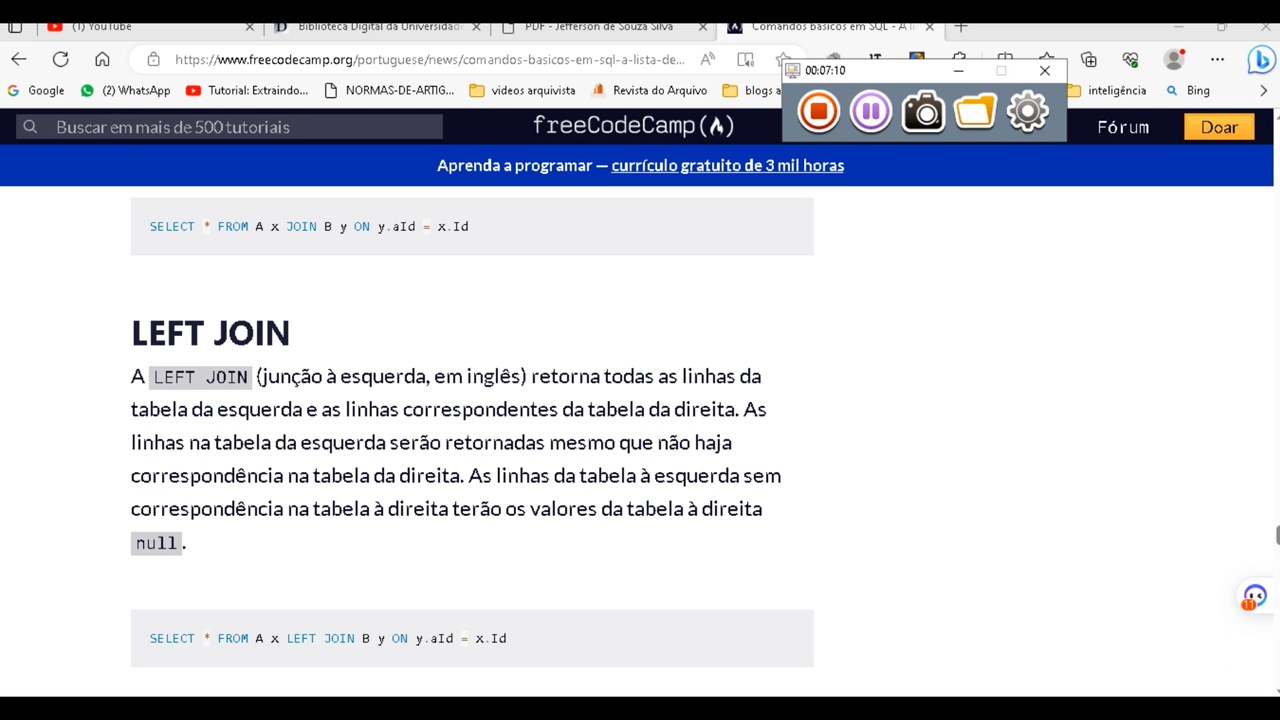 (1) YouTube
Biblioteca Digital da Universidad
PDF - Jefferson de Souza Silva
Comandos básicos em SQL - A li
https://www.freecodecamp.org/portuguese/news/comandos-basicos-em-sql-a-lista-de...
00:07:10
Google
(2) WhatsApp
Tutorial: Extraindo...
NORMAS-DE-ARTIG...
videos arquivista
Revista do Arquivo
blogs a
inteligência
Bing
Buscar em mais de 500 tutoriais
freeCodeCamp
Fórum
Doar
Aprenda a programar — currículo gratuito de 3 mil horas
SELECT * FROM A x JOIN B y ON y.aId = x.Id
LEFT JOIN
A LEFT JOIN (junção à esquerda, em inglês) retorna todas as linhas da
tabela da esquerda e as linhas correspondentes da tabela da direita. As
linhas na tabela da esquerda serão retornadas mesmo que não haja
correspondência na tabela da direita. As linhas da tabela à esquerda sem
correspondência na tabela à direita terão os valores da tabela à direita
null.
11
SELECT * FROM A x LEFT JOIN B y ON y.aId = x.Id